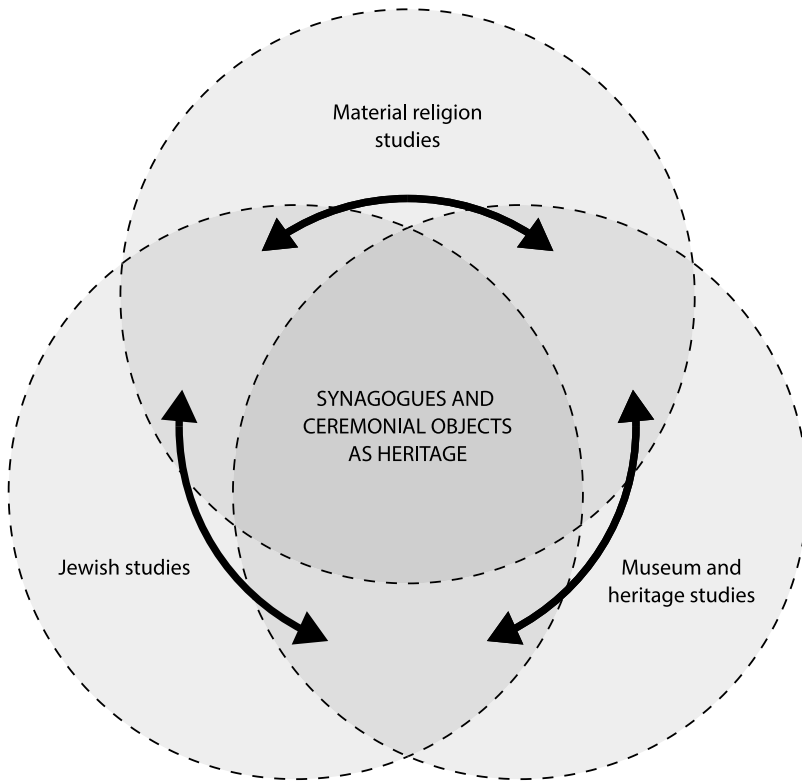 Material religion
studies
SYNAGOGUES AND
CEREMONIAL OBJECTS
AS HERITAGE
Jewish studies
Museum and
heritage studies